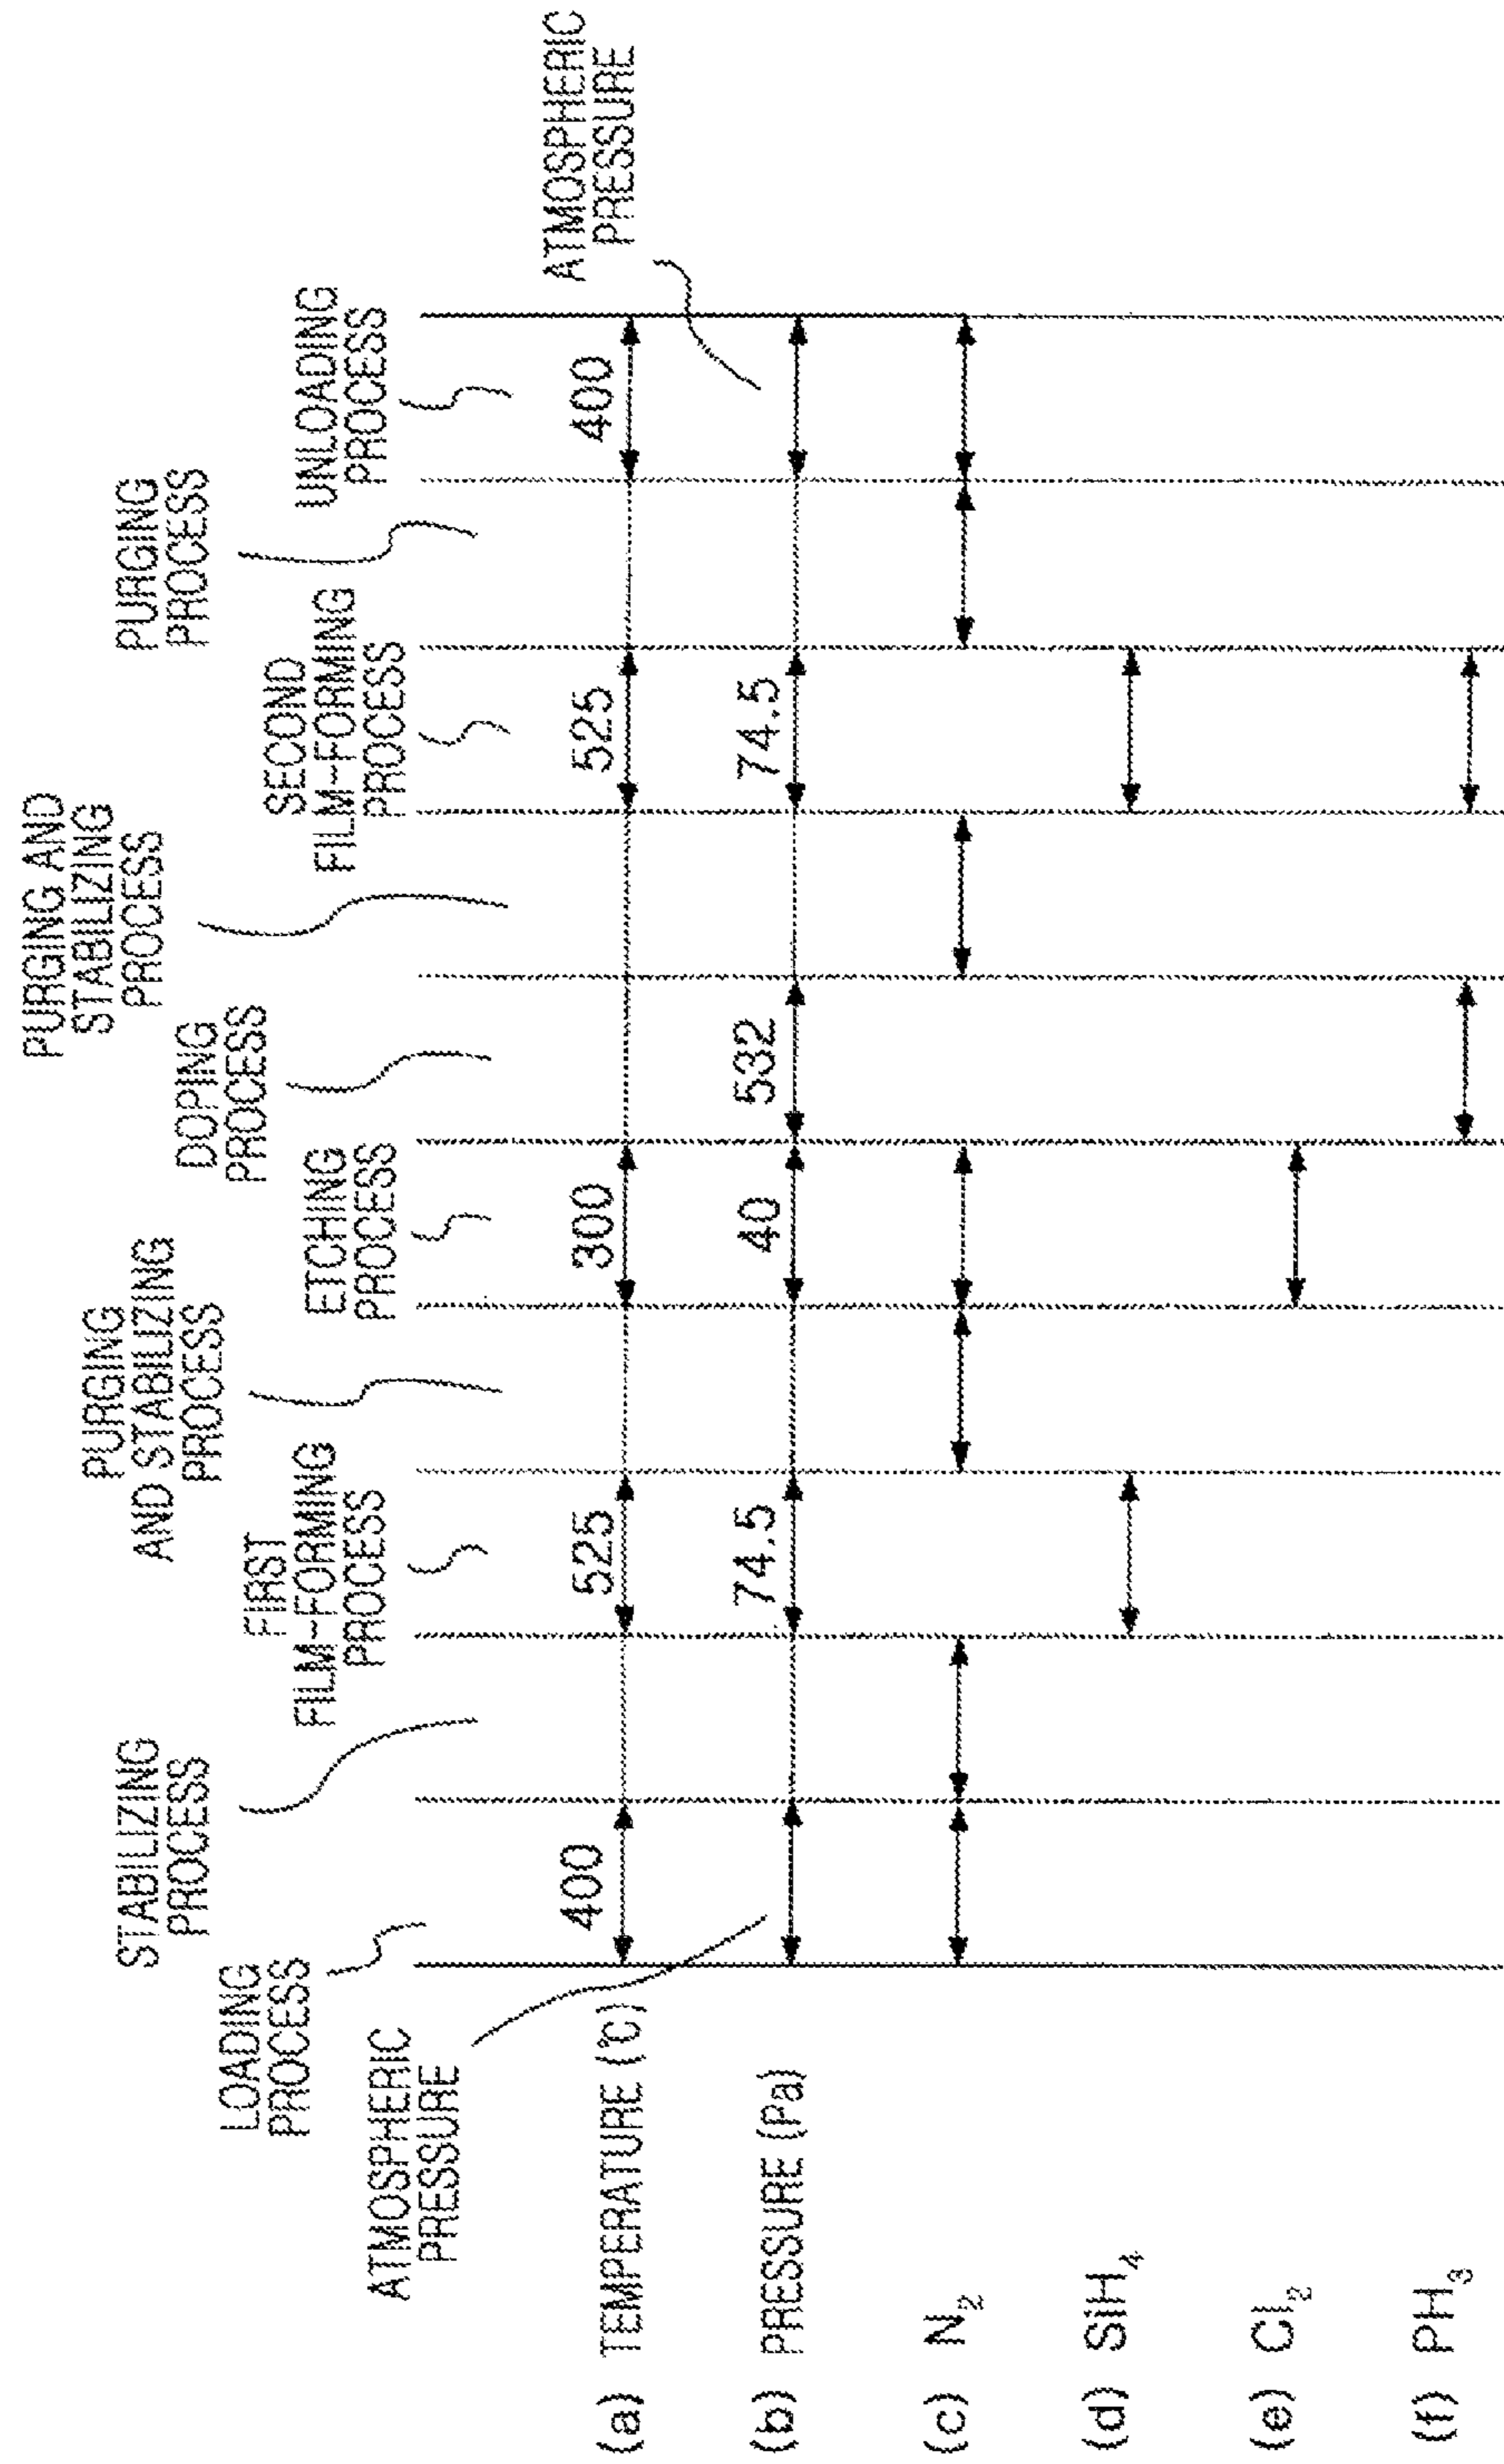 LOADING
PROCESS
STABILIZING
PROCESS
FIRST
FILM-FORMING
PROCESS
PURGING
AND STABILIZING
PROCESS
ETCHING
PROCESS
DOPING
PROCESS
PURGING AND
STABILIZING
PROCESS
SECOND
FILM-FORMING
PROCESS
PURGING
PROCESS
UNLOADING
PROCESS
ATMOSPHERIC
PRESSURE
ATMOSPHERIC
PRESSURE
(a) TEMPERATURE (℃) 400 525 300 525 400
(b) PRESSURE (Pa) 74.5 40 532 74.5
(c) N₂
(d) SiH₄
(e) Cl₂
(f) PH₃